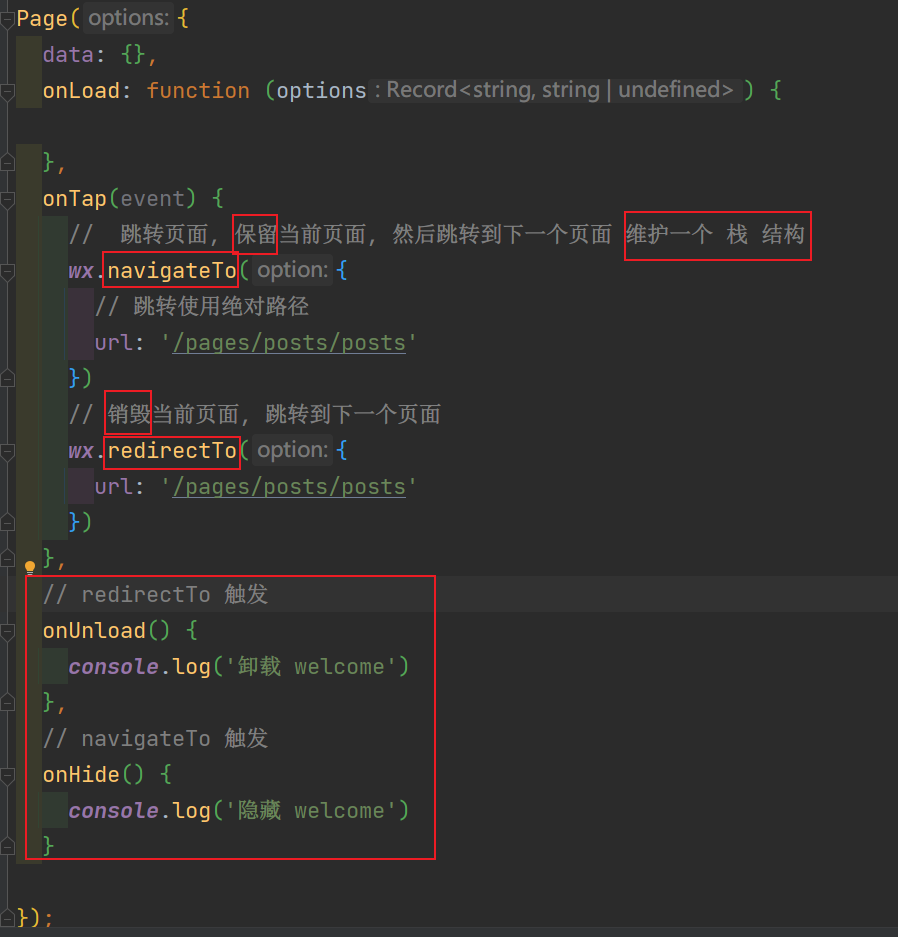 Page( options: {
data: {},
onLoad: function (options : Record<string, string | undefined> ) {
},
onTap(event) {
// 跳转页面, 保留当前页面, 然后跳转到下一个页面 维护一个 栈 结构
wx.navigateTo( option: {
// 跳转使用绝对路径
url: '/pages/posts/posts'
})
// 销毁当前页面, 跳转到下一个页面
wx.redirectTo( option: {
url: '/pages/posts/posts'
})
},
// redirectTo 触发
onUnload() {
console.log('卸载 welcome')
},
// navigateTo 触发
onHide() {
console.log('隐藏 welcome')
}
});